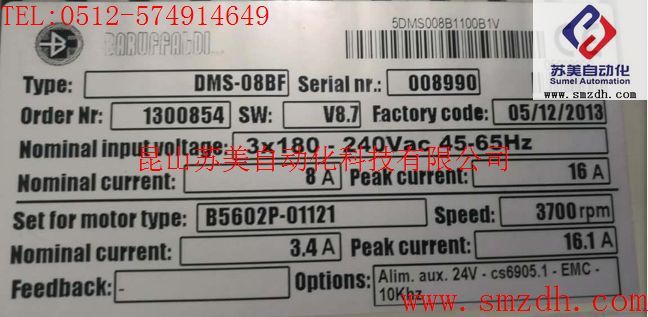 TEL:0512-574914649
BARUFFALDI
5DMS008B1100B1V
苏美自动化
Sumei Automation
www.smzdh.com
Type: DMS-08BF Serial nr.: 008990
Order Nr: 1300854 SW: V8.7 Factory code: 05/12/2013
Nominal input voltage: 3x180 - 240Vac 45-65Hz
昆山苏美自动化科技有限公司
Nominal current: 8 A Peak current: 16 A
Set for motor type: B5602P-01121 Speed: 3700 rpm
Nominal current: 3.4 A Peak current: 16.1 A
Feedback: - Options: Alim. aux. 24V - cs6905.1 - EMC -
10Khz
www.smzdh.com